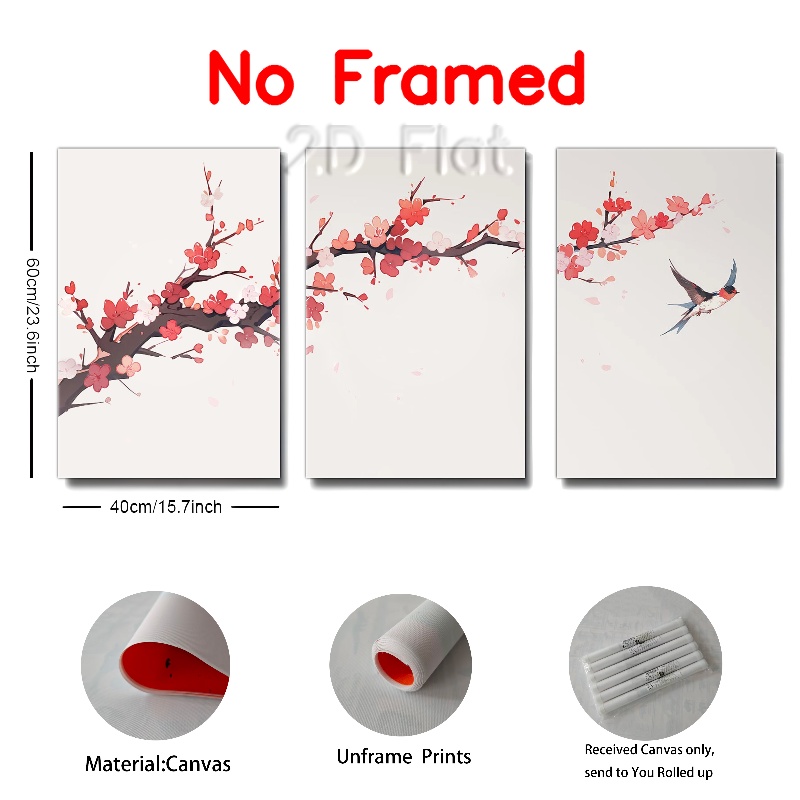 No Framed
2.D Flat.
60cm/23.6inch
40cm/15.7inch
Material:Canvas
Unframe Prints
Received Canvas only,
send to You Rolled up